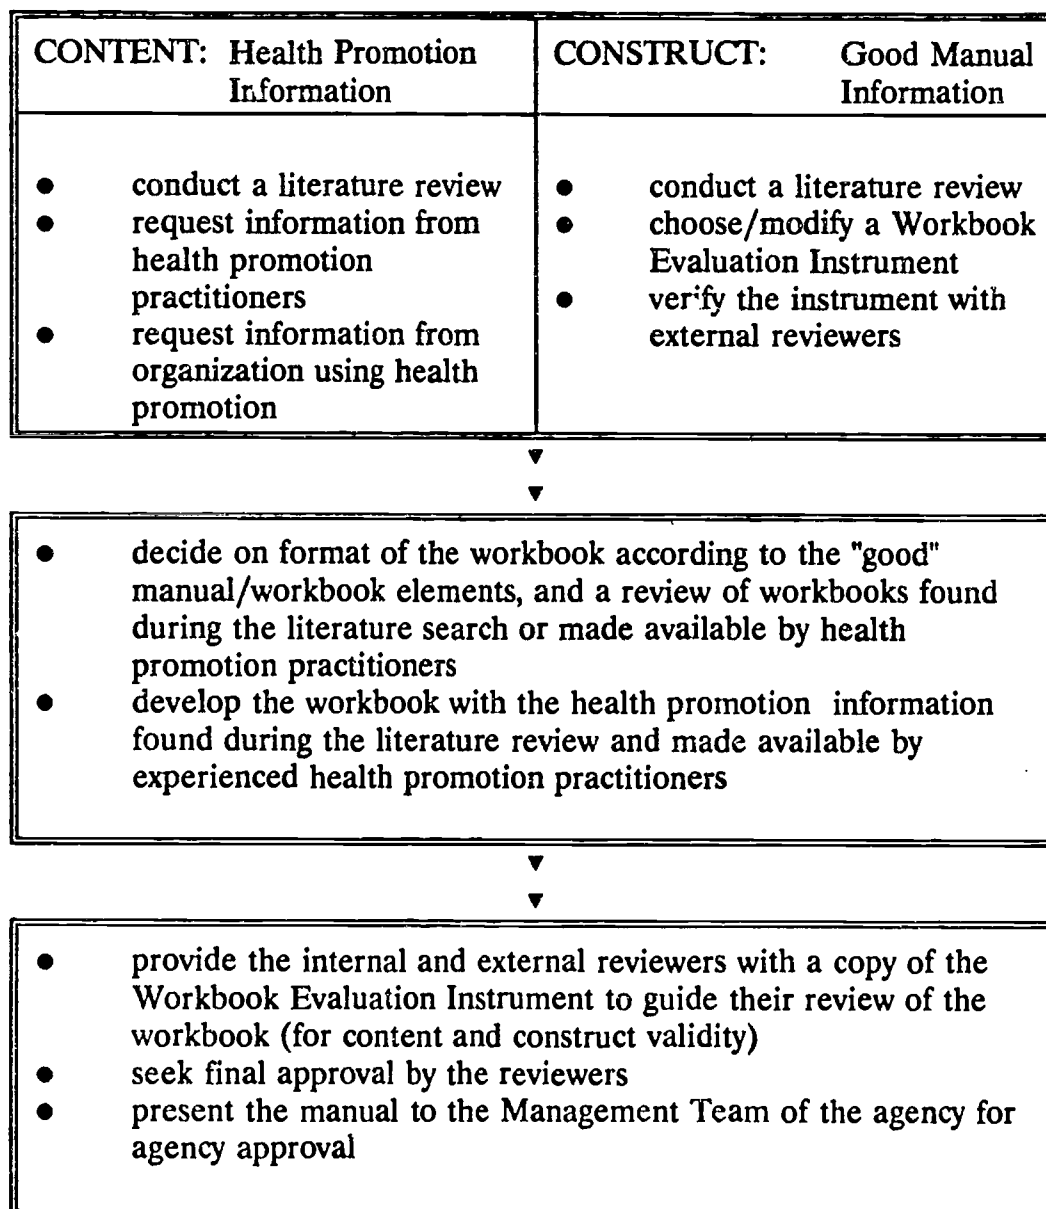 CONTENT: Health Promotion
Information
CONSTRUCT: Good Manual
Information
● conduct a literature review
● request information from
health promotion
practitioners
● request information from
organization using health
promotion
● conduct a literature review
● choose/modify a Workbook
Evaluation Instrument
● verify the instrument with
external reviewers
● decide on format of the workbook according to the "good"
manual/workbook elements, and a review of workbooks found
during the literature search or made available by health
promotion practitioners
● develop the workbook with the health promotion information
found during the literature review and made available by
experienced health promotion practitioners
● provide the internal and external reviewers with a copy of the
Workbook Evaluation Instrument to guide their review of the
workbook (for content and construct validity)
● seek final approval by the reviewers
● present the manual to the Management Team of the agency for
agency approval